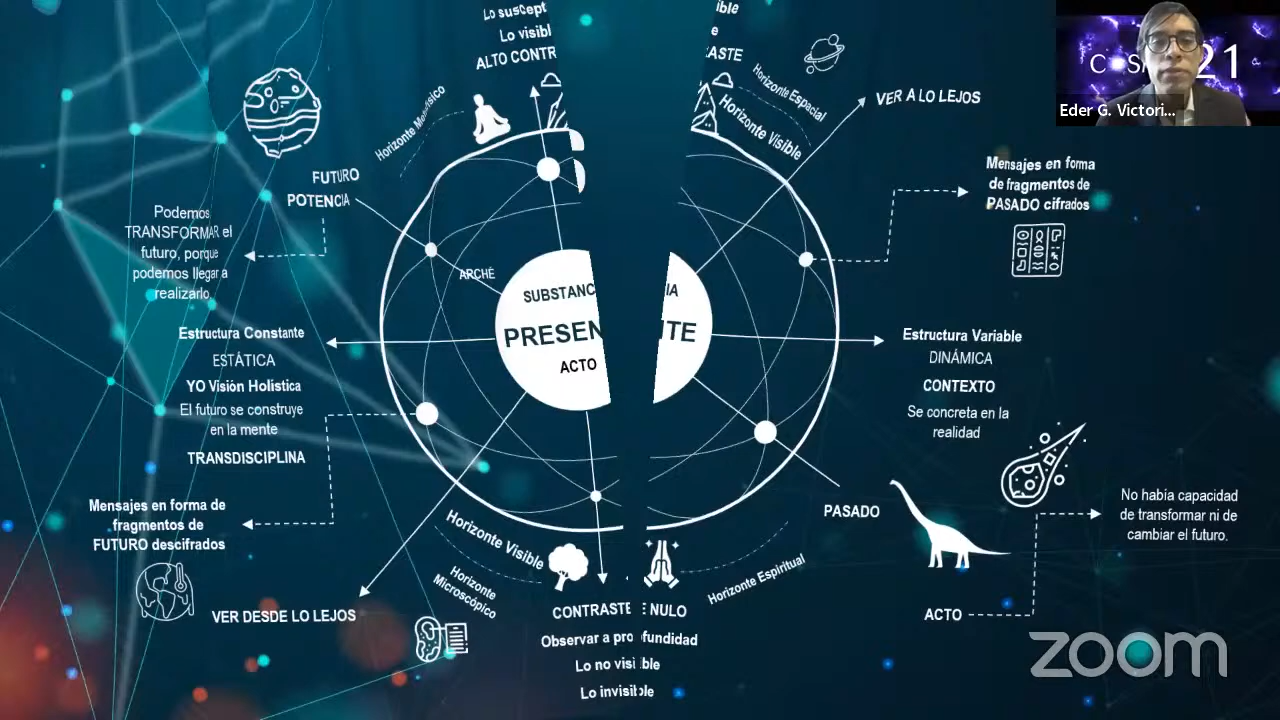 Lo suscept
Lo visibl
ALTO CONTR
ible
e
ASTE
Horizonte Espacial
Horizonte Visible
VER A LO LEJOS
Eder G. Victori...
21
Mensajes en forma
de fragmentos de
PASADO cifrados
FUTURO
POTENCIA
Podemos
TRANSFORMAR el
futuro, porque
podemos llegar a
realizarlo
ARCHÉ
SUBSTANC
IA
PRESEN
TE
ACTO
Estructura Constante
ESTÁTICA
YO Visión Holística
El futuro se construye
en la mente
TRANSDISCIPLINA
Estructura Variable
DINÁMICA
CONTEXTO
Se concreta en la
realidad
Mensajes en forma de
fragmentos de
FUTURO descifrados
VER DESDE LO LEJOS
Horizonte Visible
Horizonte
Microscópico
CONTRASTE NULO
Observar a profundidad
Lo no visible
Lo invisible
Horizonte Espiritual
PASADO
No había capacidad
de transformar ni de
cambiar el futuro.
ACTO
zoom